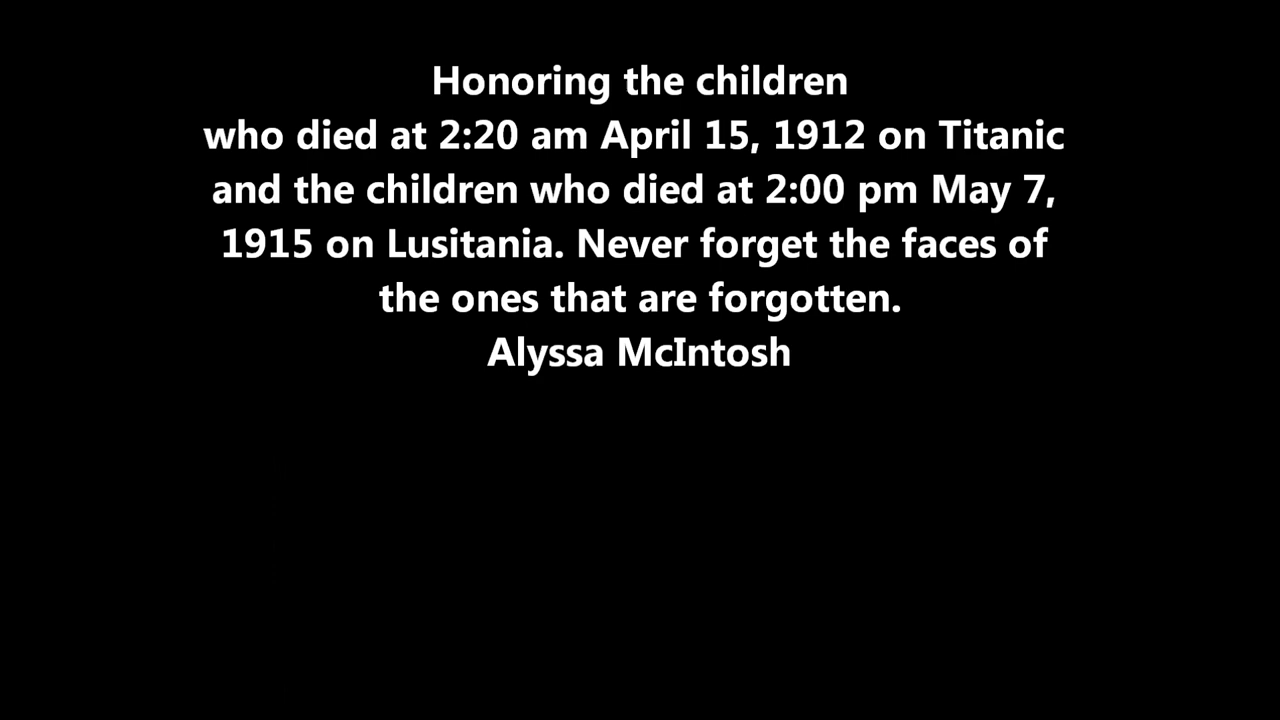 Honoring the children
who died at 2:20 am April 15, 1912 on Titanic
and the children who died at 2:00 pm May 7,
1915 on Lusitania. Never forget the faces of
the ones that are forgotten.
Alyssa McIntosh